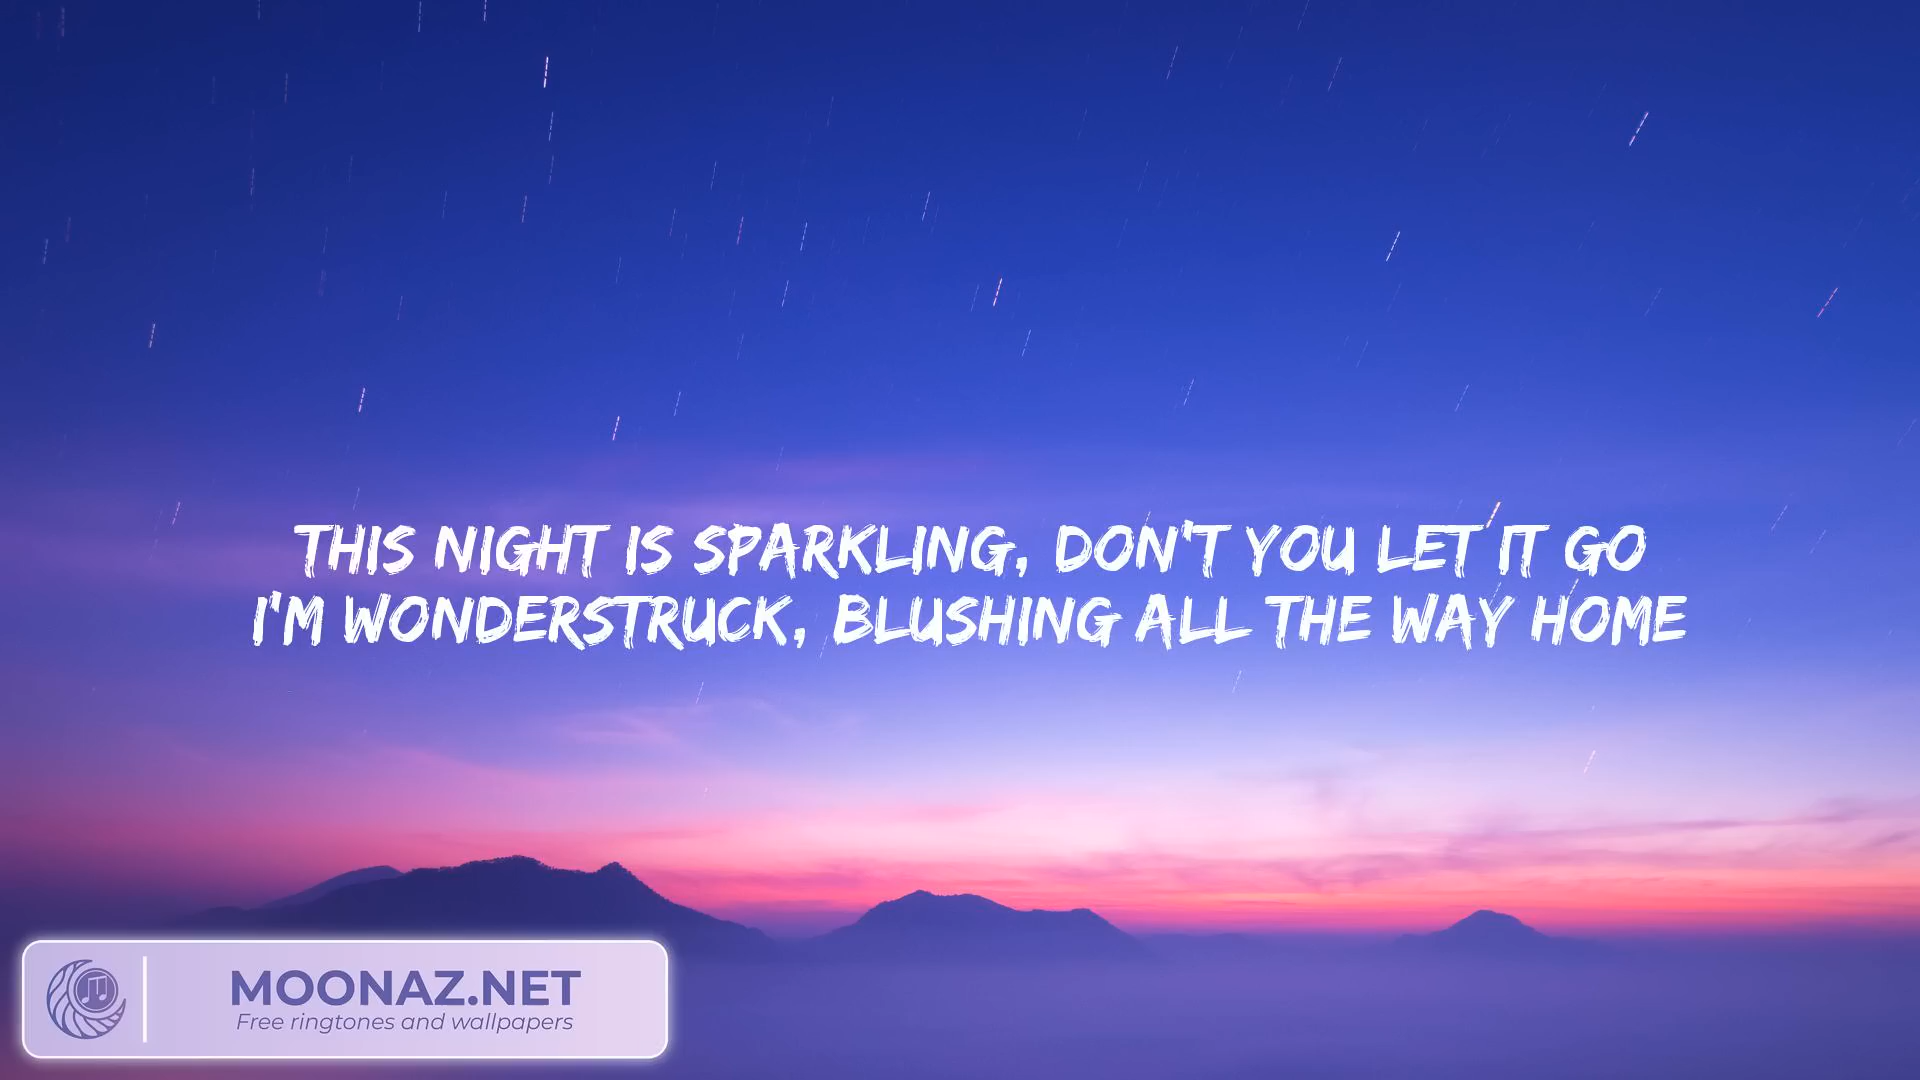 THIS NIGHT IS SPARKLING, DON'T YOU LET IT GO
I'M WONDERSTRUCK, BLUSHING ALL THE WAY HOME
MOONAZ.NET
Free ringtones and wallpapers